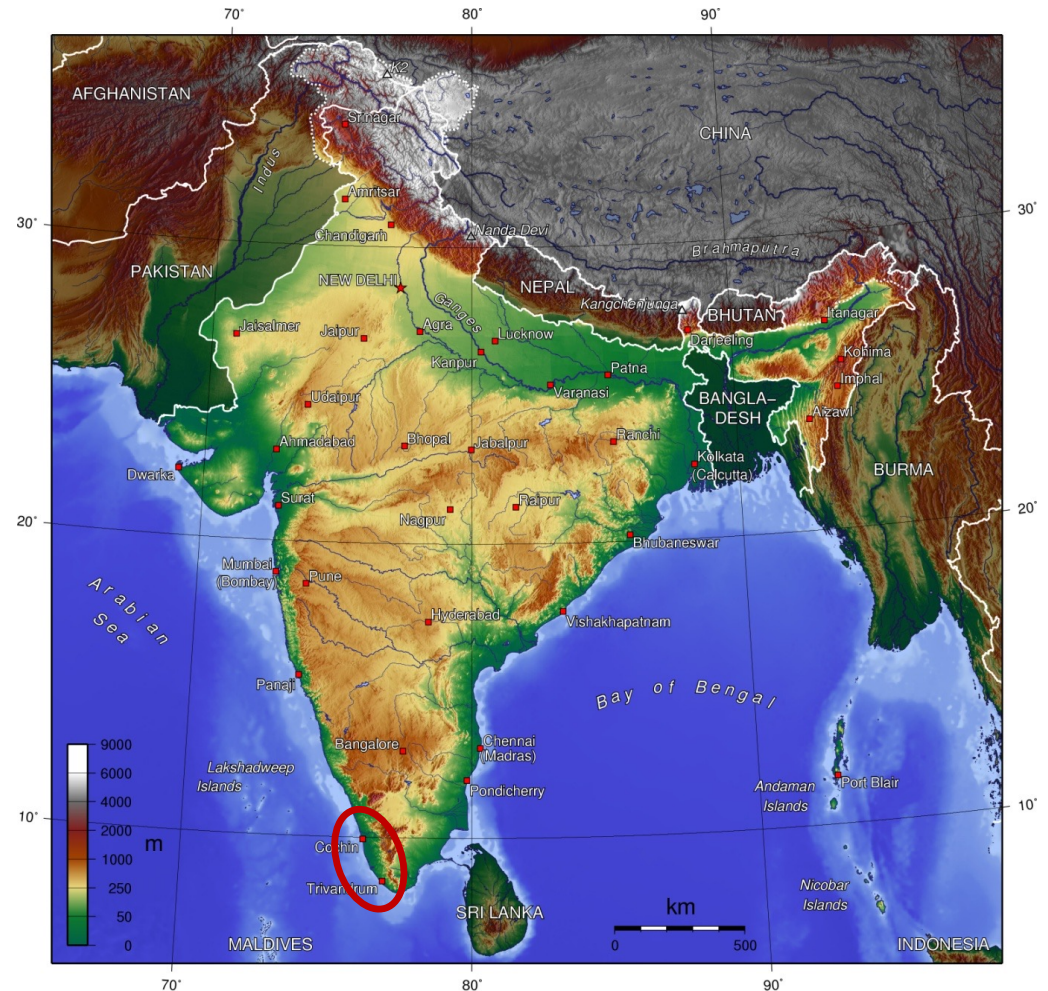 70°
80°
90°
K2
AFGHANISTAN
Srinagar
CHINA
Indus
Amritsar
30°
30°
Chandigarh
Nanda Devi
Brahmaputra
PAKISTAN
NEW DELHI
NEPAL
Ganges
Kangchenjunga
BHUTAN
Itanagar
Jaisalmer
Jaipur
Agra
Lucknow
Darjeeling
Kanpur
Kohima
Patna
Imphal
Varanasi
Udaipur
BANGLA–
DESH
Aizawl
Ahmadabad
Bhopal
Jabalpur
Ranchi
Kolkata
(Calcutta)
BURMA
Dwarka
Surat
Raipur
Nagpur
20°
20°
Bhubaneswar
Mumbai
(Bombay)
Pune
Arabian
Sea
Hyderabad
Vishakhapatnam
Panaji
Bay of Bengal
Bangalore
Chennai
(Madras)
9000
6000
4000
2000
1000
250
50
0
m
Lakshadweep
Islands
Pondicherry
Andaman
Islands
Port Blair
10°
10°
Cochin
Trivandrum
Nicobar
Islands
SRI LANKA
km
0
500
MALDIVES
INDONESIA
70°
80°
90°